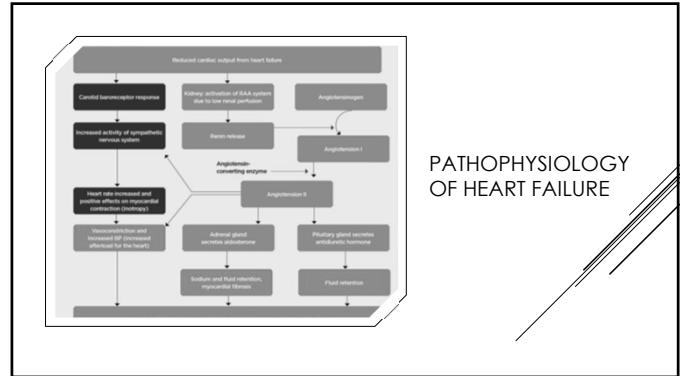 Reduced cardiac output from heart failure
Carotid baroreceptor response
Kidney: activation of RAA system
due to low renal perfusion
Angiotensinogen
Increased activity of sympathetic
nervous system
Renin release
Angiotensin I
Angiotensin-
converting enzyme
Angiotensin II
Heart rate increased and
positive effects on myocardial
contraction (inotropy)
Vasoconstriction and
increased BP (increased
afterload for the heart)
Adrenal gland
secretes aldosterone
Pituitary gland secretes
antidiuretic hormone
Sodium and fluid retention,
myocardial fibrosis
Fluid retention
PATHOPHYSIOLOGY
OF HEART FAILURE